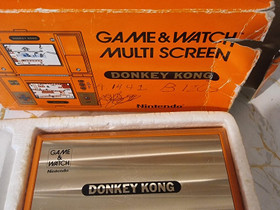 GAME & WATCH
MULTI SCREEN
DONKEY KONG
Nintendo
GAME
&
WATCH
Nintendo
DONKEY KONG